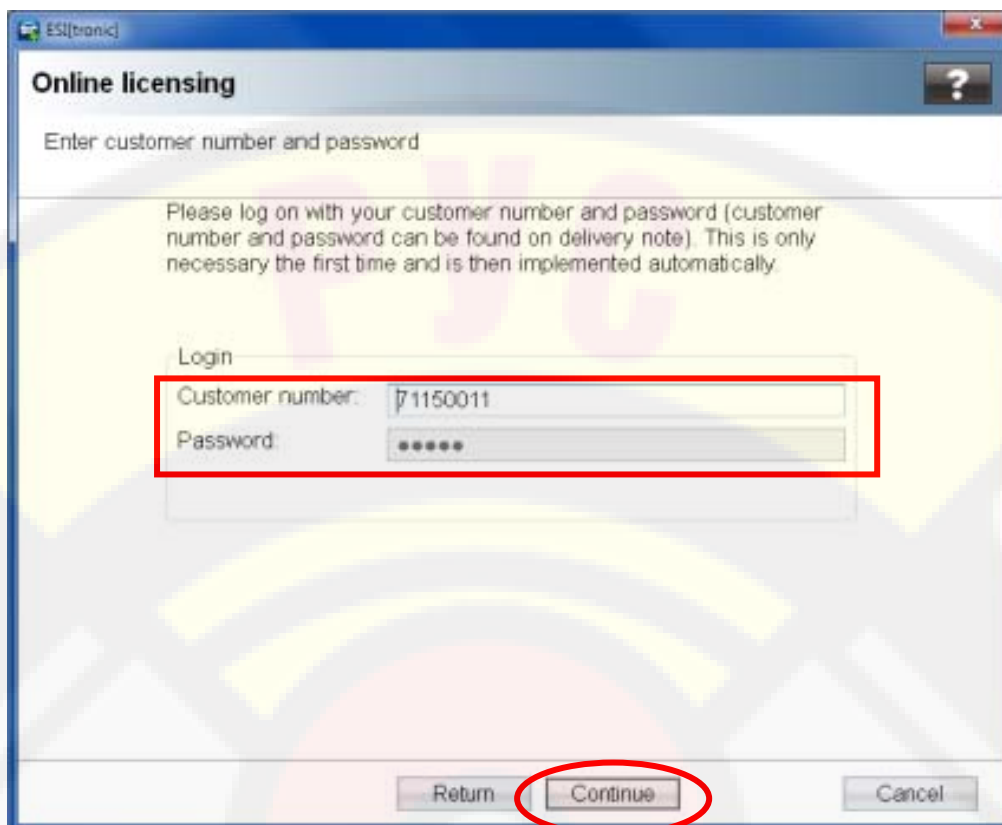 ESI[tronic]
Online licensing
?
Enter customer number and password
РУС
Please log on with your customer number and password (customer
number and password can be found on delivery note). This is only
necessary the first time and is then implemented automatically.
Login
Customer number: 71150011
Password: •••••
Return Continue Cancel